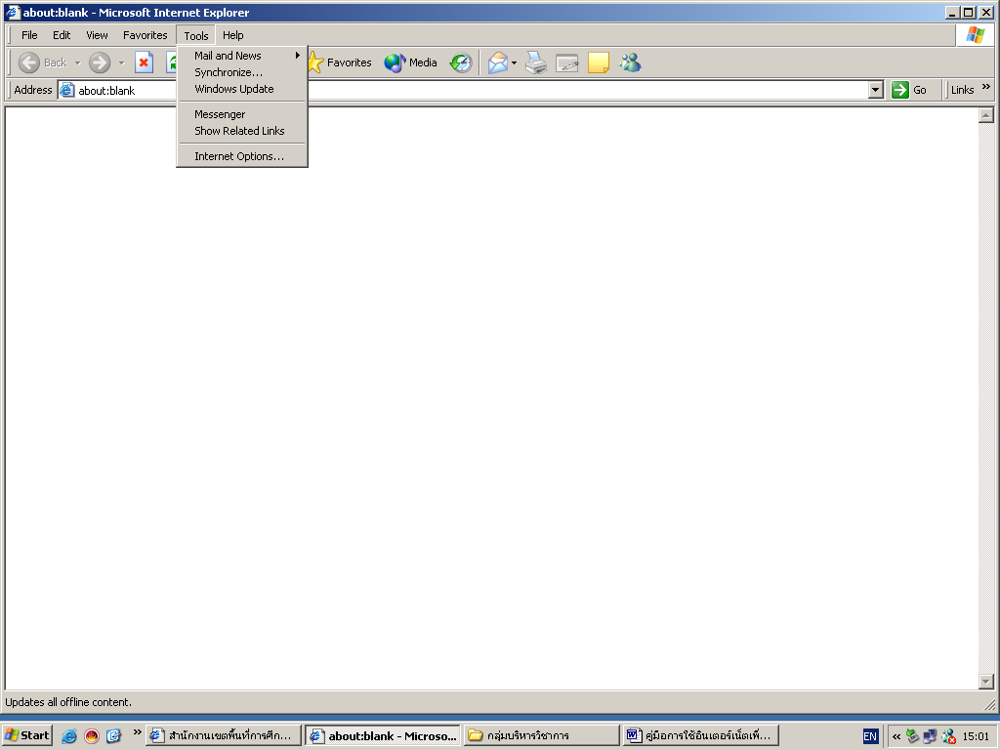 about:blank - Microsoft Internet Explorer
File Edit View Favorites Tools Help
Back Favorites Media
Mail and News
Synchronize...
Windows Update
Messenger
Show Related Links
Internet Options...
Address about:blank Go Links »
Updates all offline content.
Start » สำนักงานเขตพื้นที่การศึก... about:blank - Microso... กลุ่มบริหารวิชาการ คู่มือการใช้อินเตอร์เน็ตเพื่... EN « 15:01